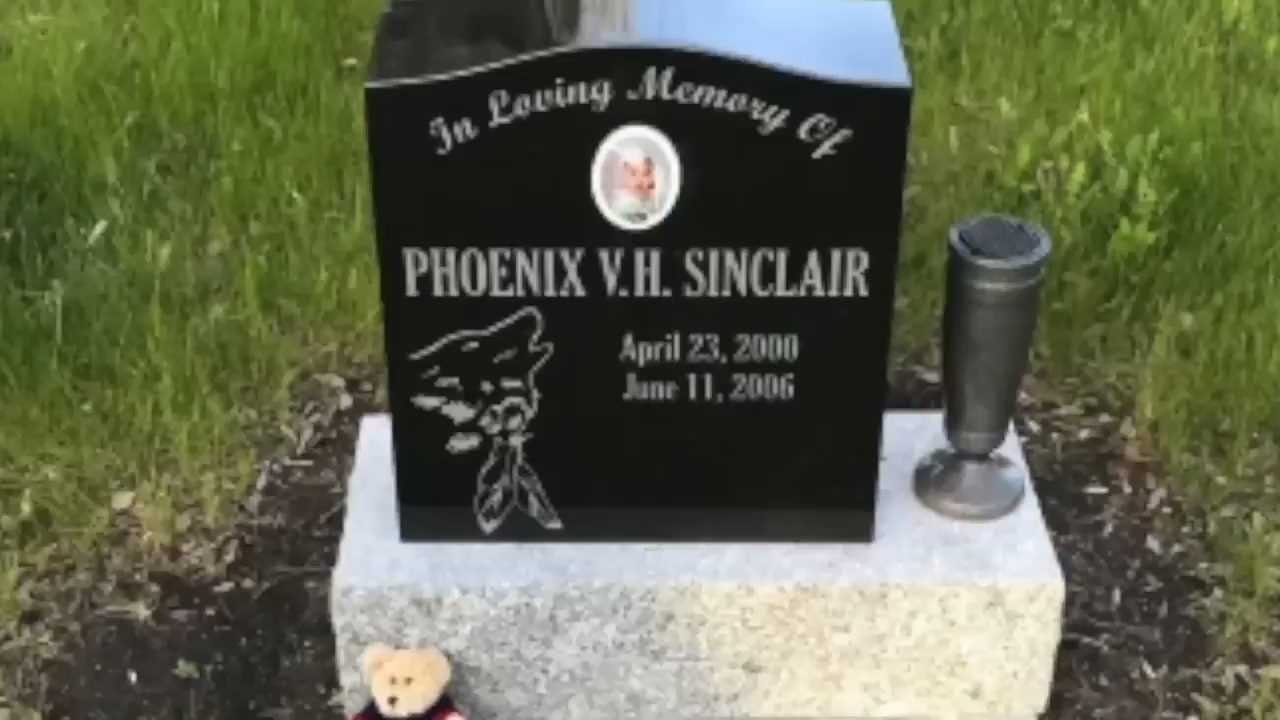 In Loving Memory Of
PHOENIX V.H. SINCLAIR
April 23, 2000
June 11, 2006